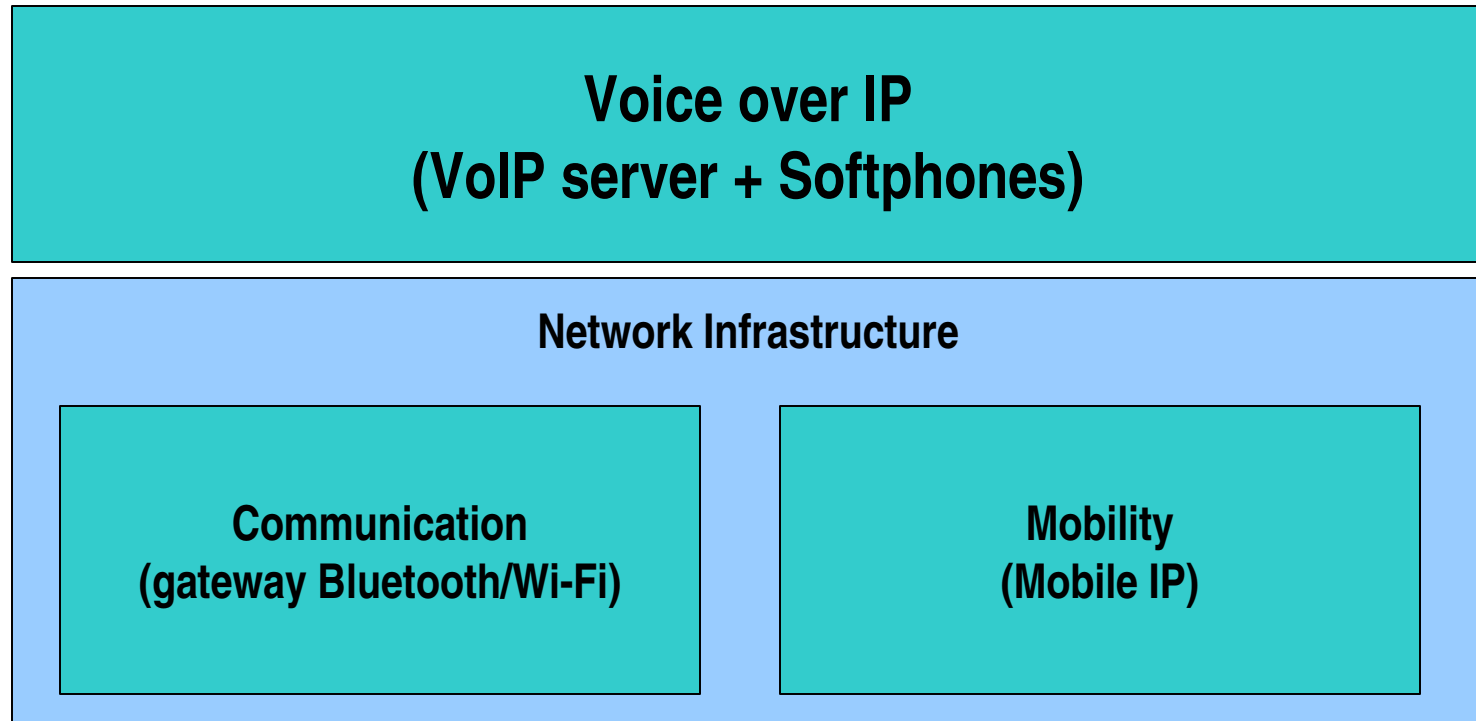 Voice over IP
(VoIP server + Softphones)
Network Infrastructure
Communication
(gateway Bluetooth/Wi-Fi)
Mobility
(Mobile IP)